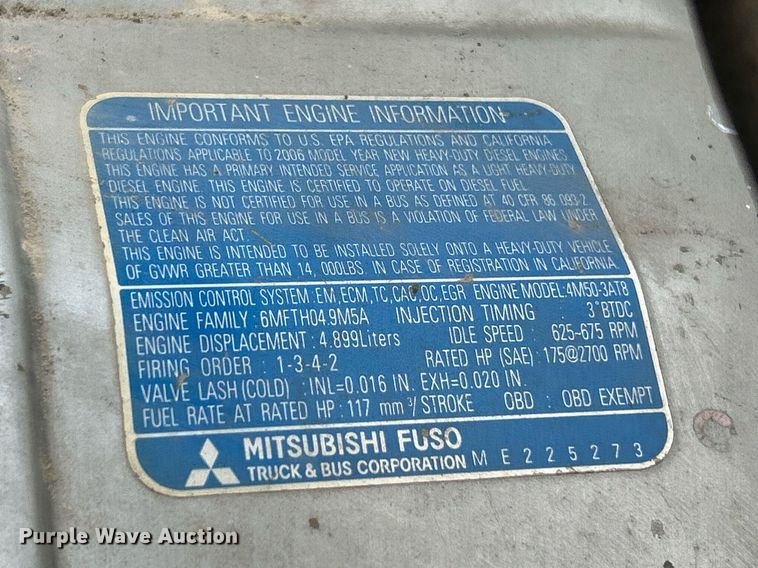 IMPORTANT ENGINE INFORMATION
THIS ENGINE CONFORMS TO U.S. EPA REGULATIONS AND CALIFORNIA
REGULATIONS APPLICABLE TO 2006 MODEL YEAR NEW HEAVY-DUTY DIESEL ENGINES.
THIS ENGINE HAS A PRIMARY INTENDED SERVICE APPLICATION AS A LIGHT HEAVY-DUTY
DIESEL ENGINE. THIS ENGINE IS CERTIFIED TO OPERATE ON DIESEL FUEL.
THIS ENGINE IS NOT CERTIFIED FOR USE IN A BUS AS DEFINED AT 40 CFR 86 093-2.
SALES OF THIS ENGINE FOR USE IN A BUS IS A VIOLATION OF FEDERAL LAW UNDER
THE CLEAN AIR ACT.
THIS ENGINE IS INTENDED TO BE INSTALLED SOLELY ONTO A HEAVY-DUTY VEHICLE
OF GVWR GREATER THAN 14, 000LBS. IN CASE OF REGISTRATION IN CALIFORNIA.
EMISSION CONTROL SYSTEM :EM,ECM,TC,CAC,OC,EGR ENGINE MODEL:4M50-3AT8
ENGINE FAMILY :6MFTH04.9M5A INJECTION TIMING : 3°BTDC
ENGINE DISPLACEMENT:4.899Liters IDLE SPEED : 625-675 RPM
FIRING ORDER : 1-3-4-2 RATED HP (SAE) :175@2700 RPM
VALVE LASH(COLD) :INL=0.016 IN. EXH=0.020 IN.
FUEL RATE AT RATED HP:117 mm³/STROKE OBD : OBD EXEMPT
MITSUBISHI FUSO
TRUCK & BUS CORPORATION ME225273
Purple Wave Auction